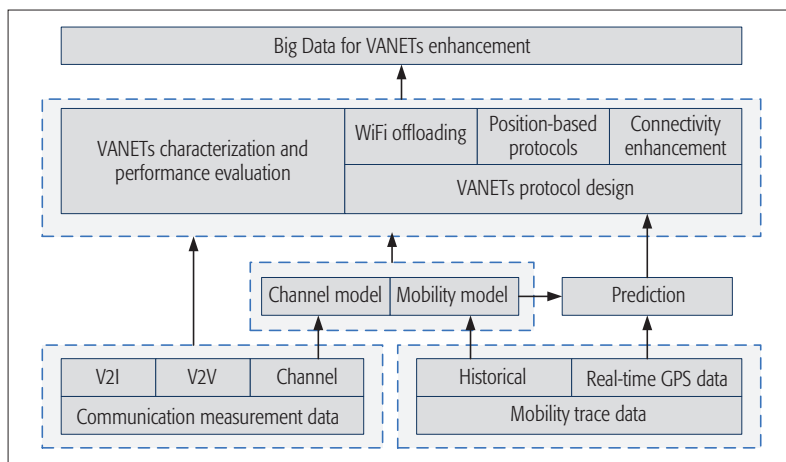 Big Data for VANETs enhancement
VANETs characterization and
performance evaluation
WiFi offloading
Position-based
protocols
Connectivity
enhancement
VANETs protocol design
Channel model
Mobility model
Prediction
V2I
V2V
Channel
Communication measurement data
Historical
Real-time GPS data
Mobility trace data